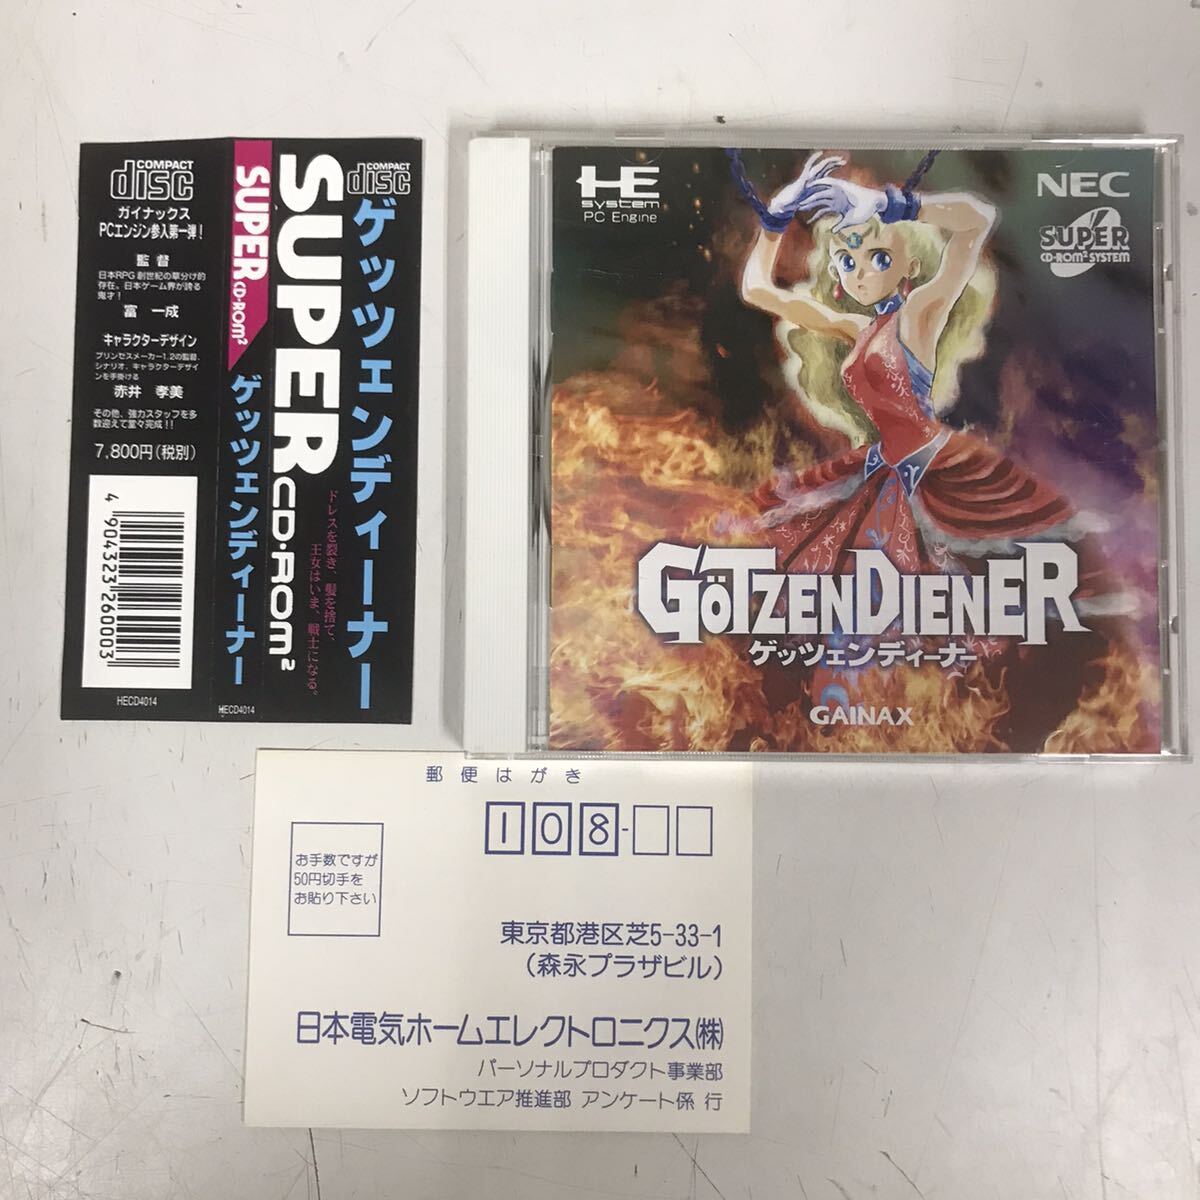 COMPACT
disc
ガイナックス
PCエンジン参入第一弾!
監督
日本RPG創世紀の草分け的
存在。日本ゲーム界が誇る
鬼才!
富 一成
キャラクターデザイン
プリンセスメーカー1,2の監督、
シナリオ、キャラクターデザイ
ンを手掛ける
赤井 孝美
その他、強力スタッフを多
数迎えて堂々完成!!
7,800円(税別)
4 904323 260003
HECD4014
SUPER CD-ROM²
ゲッツェンディーナー
HECD4014
COMPACT
disc
SUPER CD-ROM²
ゲッツェンディーナー
ドレスを裂き、髪を捨て、
王女はいま、戦士になる。
HE
system
PC Engine
NEC
SUPER
CD-ROM² SYSTEM
GÖTZENDIENER
ゲッツェンディーナー
GAINAX
郵便はがき
108-
お手数ですが
50円切手を
お貼り下さい
東京都港区芝5-33-1
(森永プラザビル)
日本電気ホームエレクトロニクス(株)
パーソナルプロダクト事業部
ソフトウエア推進部 アンケート係 行